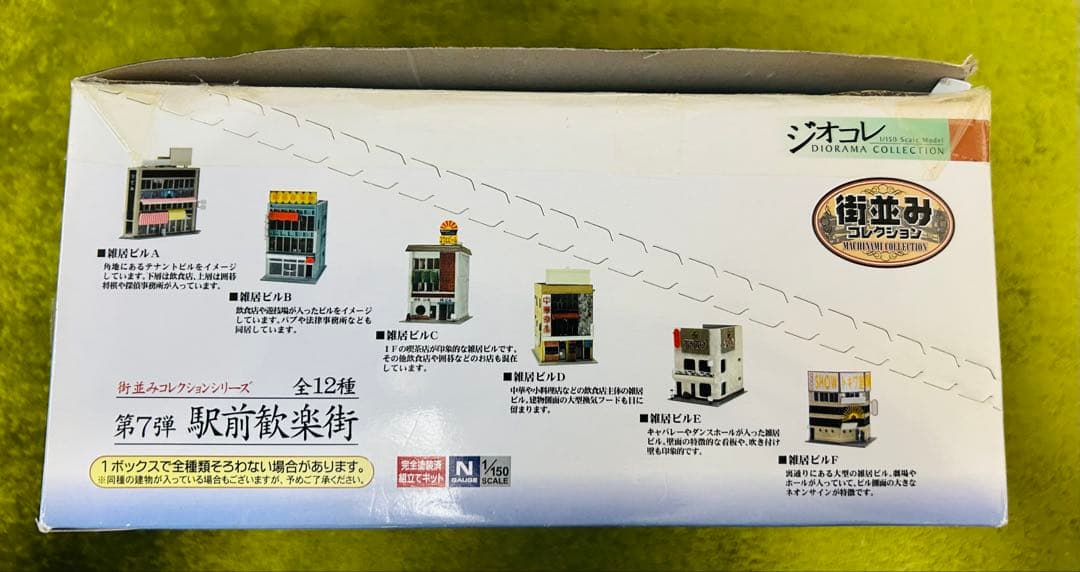 ジオコレ
1/150 Scale Model
DIORAMA COLLECTION
街並み
コレクション
MACHINAMI COLLECTION
■雑居ビルA
角地にあるテナントビルをイメージ
しています。下層は飲食店、上層は囲碁
将棋や探偵事務所が入っています。
■雑居ビルB
飲食店や遊技場が入ったビルをイメージ
しています。パブや法律事務所なども
同居しています。
■雑居ビルC
1Fの喫茶店が印象的な雑居ビルです。
その他飲食店や囲碁などのお店も混在
しています。
■雑居ビルD
中華や小料理店などの飲食店主体の雑居
ビル。建物側面の大型換気フードも目に
留まります。
■雑居ビルE
キャバレーやダンスホールが入った雑居
ビル。壁面の特徴的な看板や、吹き付け
壁も印象的です。
SHOW
■雑居ビルF
裏通りにある大型の雑居ビル。劇場や
ホールが入っていて、ビル側面の大きな
ネオンサインが特徴です。
街並みコレクションシリーズ 全12種
第7弾 駅前歓楽街
1ボックスで全種類そろわない場合があります。
※同種の建物が入っている場合もございますが、予めご了承ください。
完全塗装済
組立てキット
N
GAUGE
1/150
SCALE